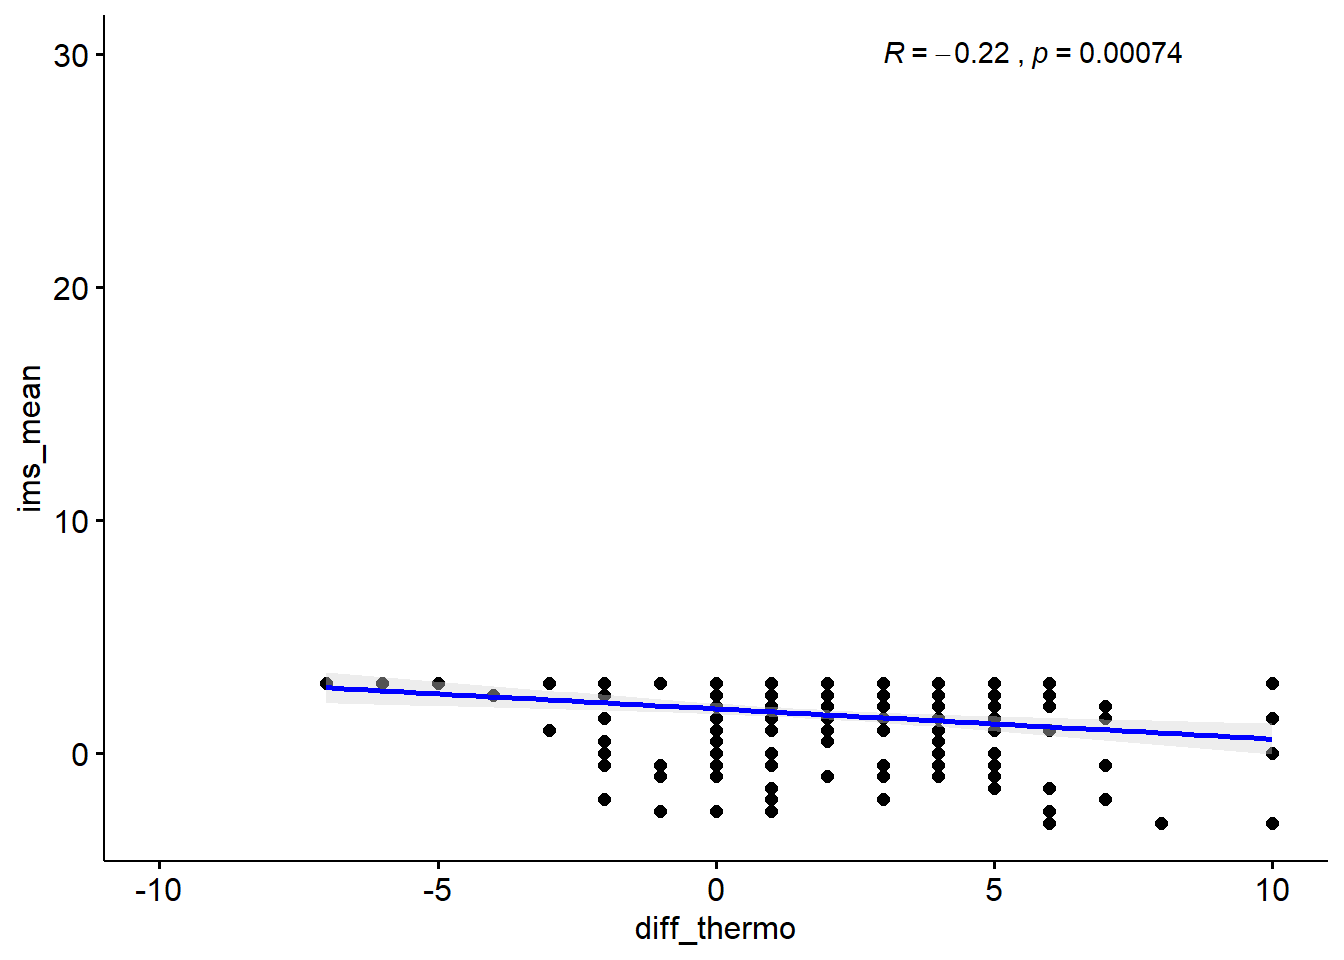 R = −0.22 , p = 0.00074
30
20
10
0
ims_mean
-10 -5 0 5 10
diff_thermo